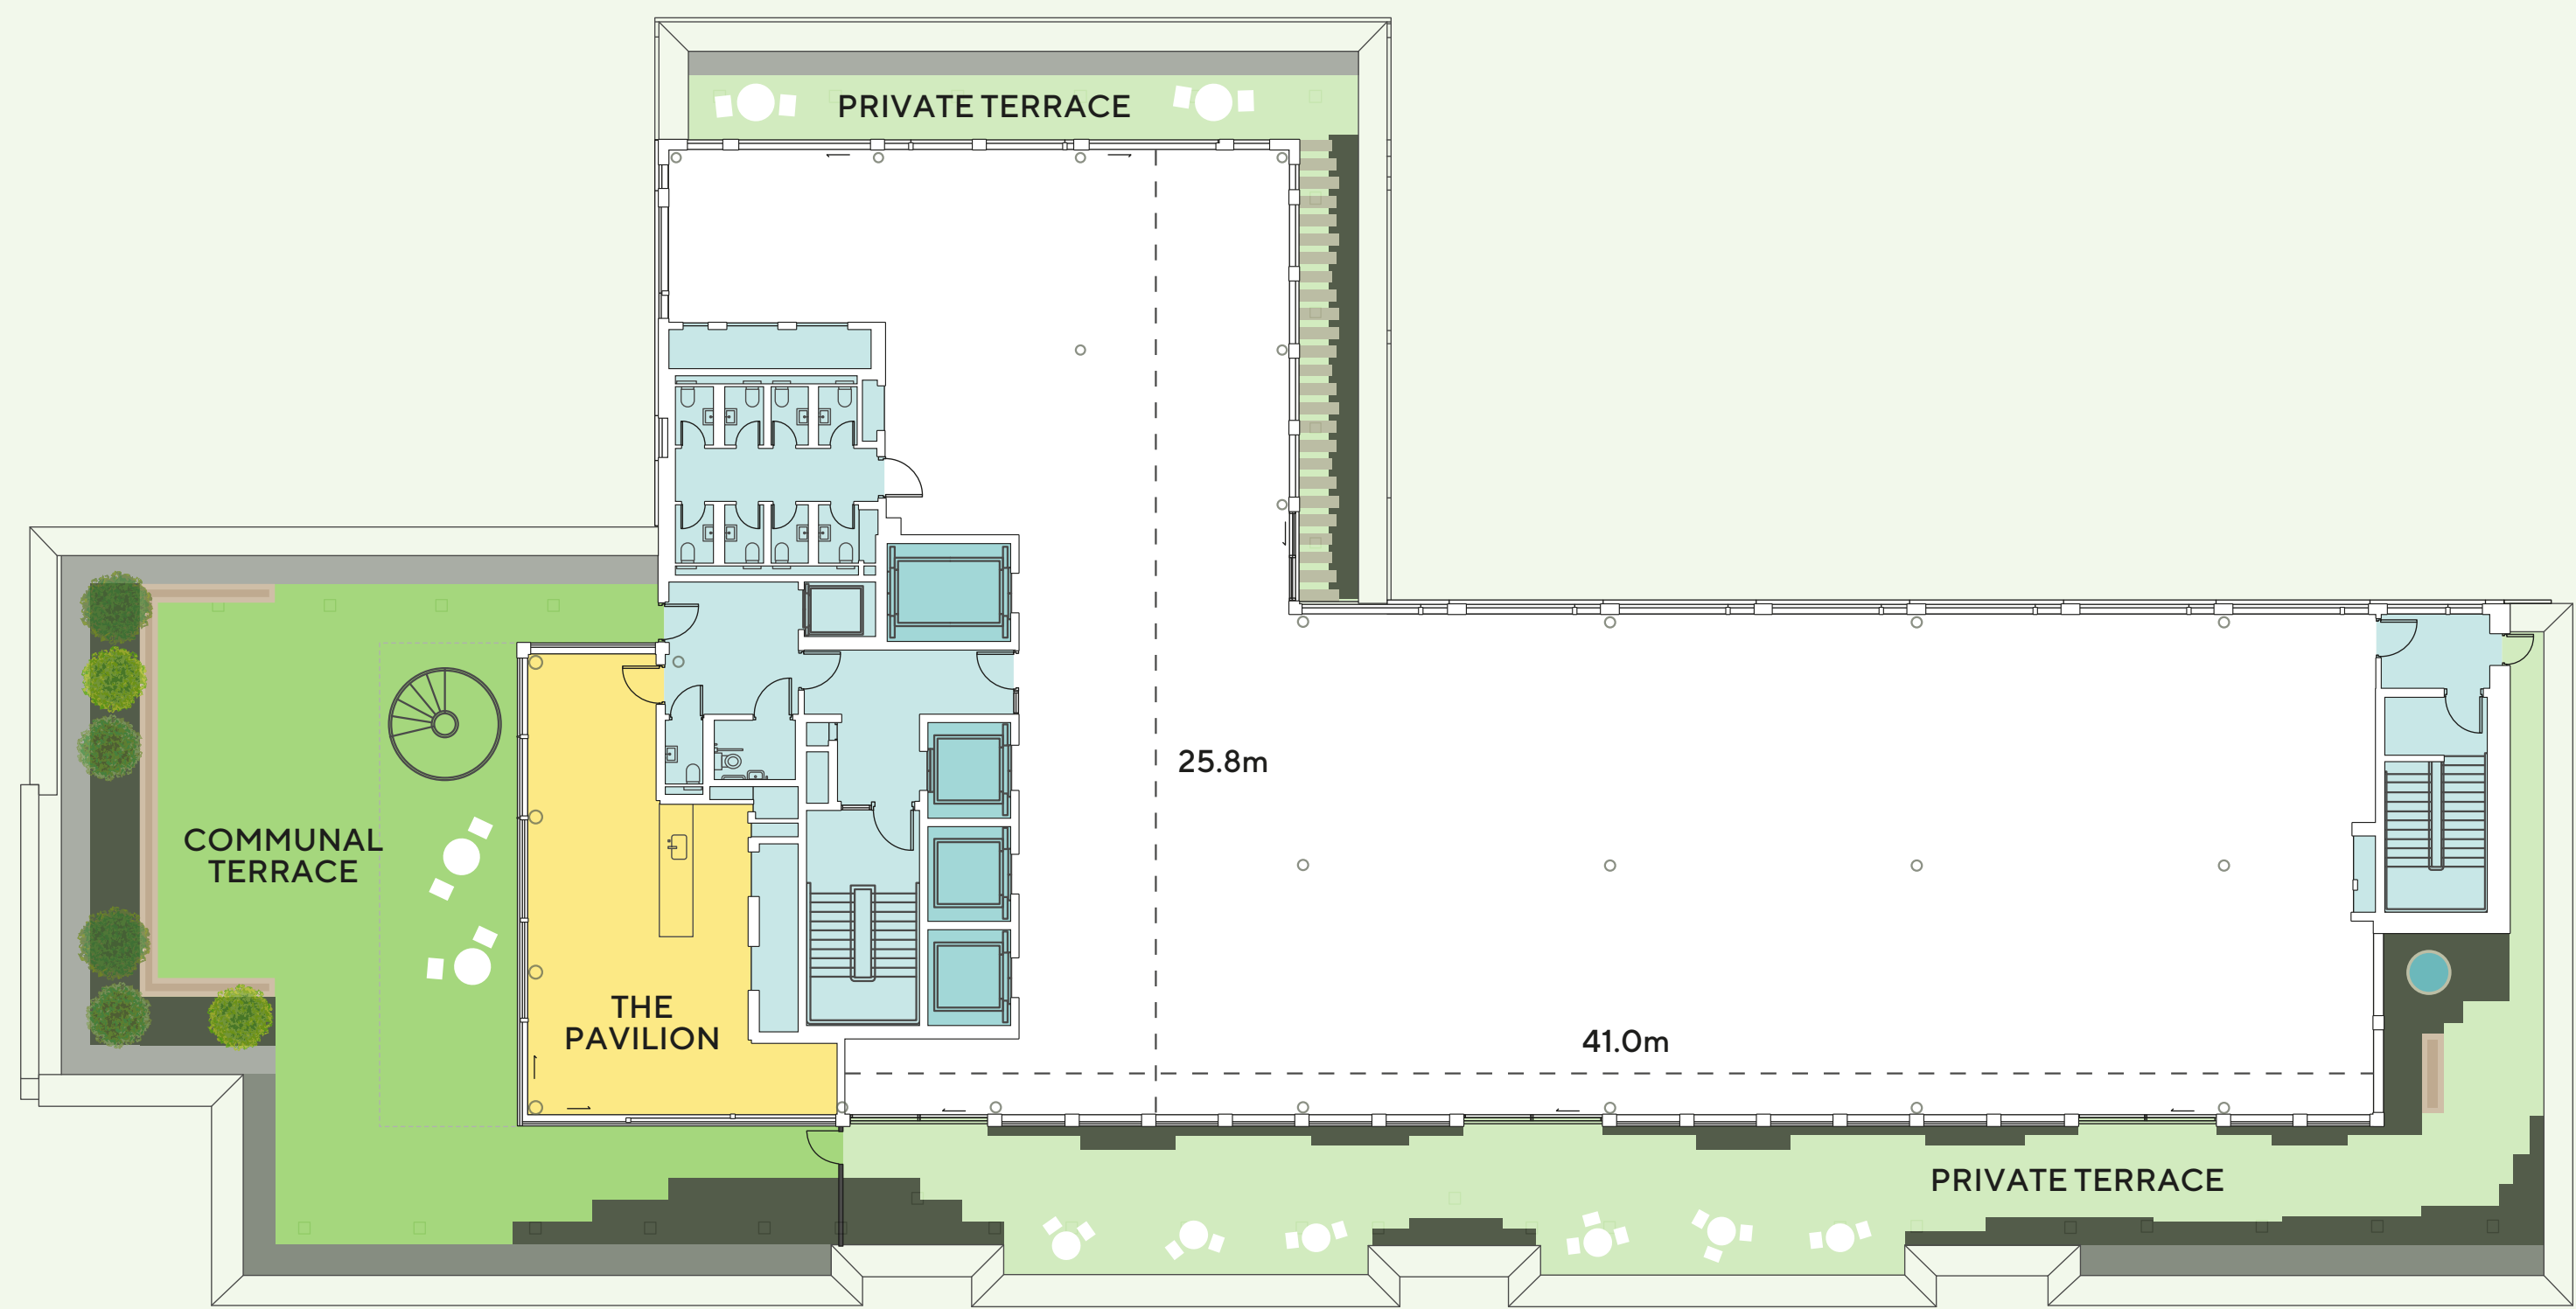 PRIVATE TERRACE
25.8m
COMMUNAL
TERRACE
THE
PAVILION
41.0m
PRIVATE TERRACE